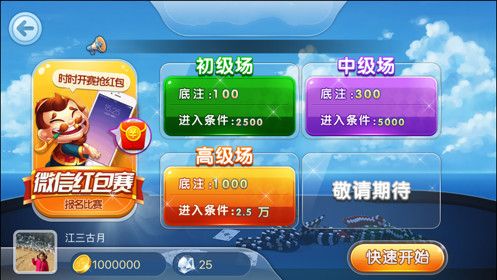 时时开赛抢红包
微信红包赛
报名比赛
初级场
底注:100
进入条件:2500
中级场
底注:300
进入条件:5000
高级场
底注:1000
进入条件:2.5 万
敬请期待
江三古月
1000000
25
快速开始